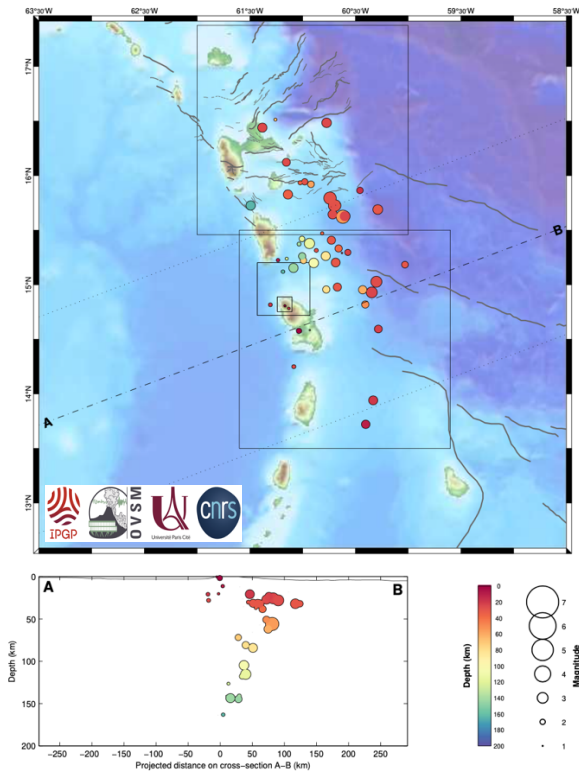 63°30'W 61°30'W 60°30'W 59°30'W 58°30'W
17°N
16°N
15°N
14°N
13°N
B
A
IPGP
OVSM
Université Paris Cité
cnrs
A
B
0
50
100
150
200
Depth (km)
-250 -200 -150 -100 -50 0 50 100 150 200 250
Projected distance on cross-section A-B (km)
Depth (km)
0
20
40
60
80
100
120
140
160
180
200
7
6
5
4
3
2
1
Magnitude